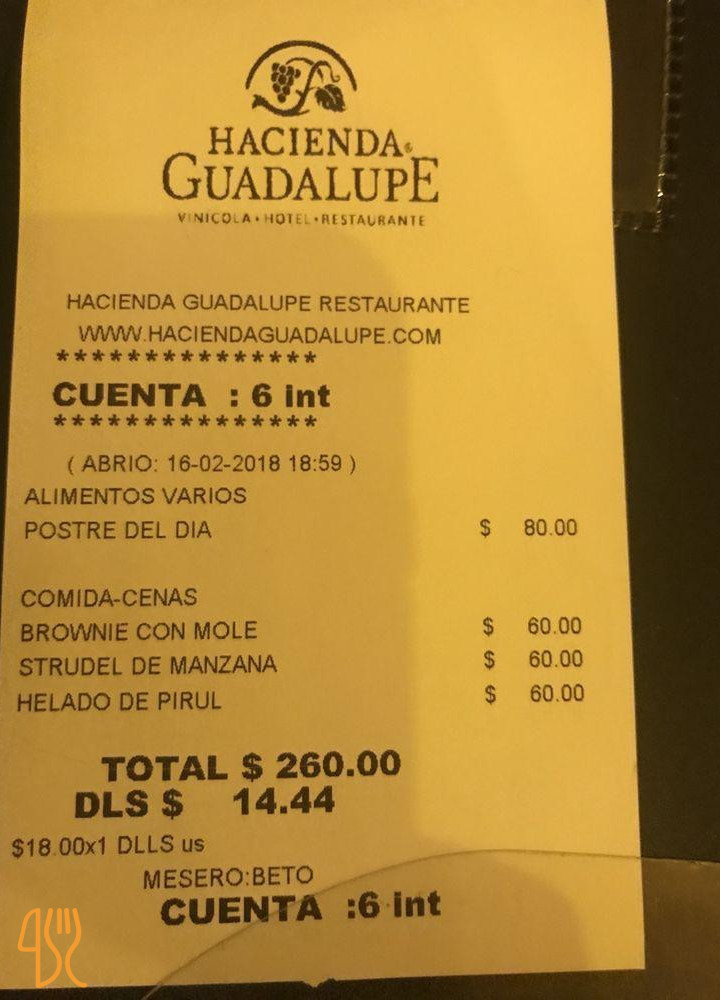 HACIENDA
GUADALUPE
VINICOLA • HOTEL • RESTAURANTE
HACIENDA GUADALUPE RESTAURANTE
WWW.HACIENDAGUADALUPE.COM
***************
CUENTA : 6 int
***************
( ABRIO: 16-02-2018 18:59 )
ALIMENTOS VARIOS
POSTRE DEL DIA $ 80.00
COMIDA-CENAS
BROWNIE CON MOLE $ 60.00
STRUDEL DE MANZANA $ 60.00
HELADO DE PIRUL $ 60.00
TOTAL $ 260.00
DLS $ 14.44
$18.00x1 DLLS us
MESERO:BETO
CUENTA :6 int